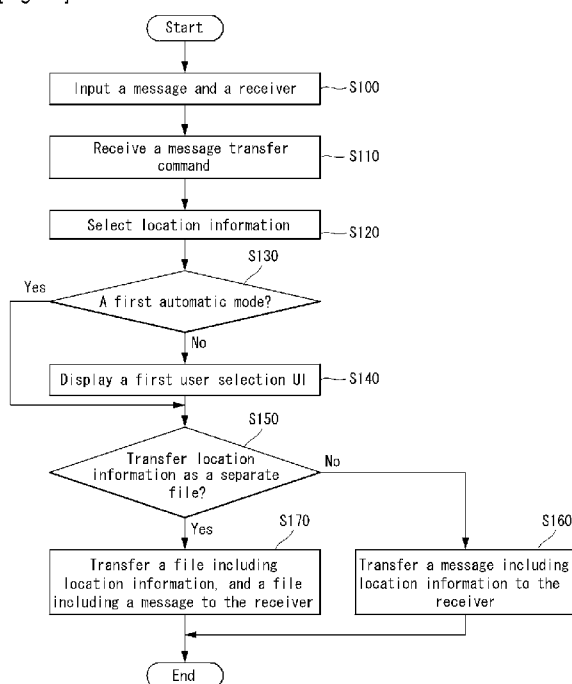 Start
Input a message and a receiver
S100
Receive a message transfer
command
S110
Select location information
S120
S130
Yes
A first automatic mode?
No
Display a first user selection UI
S140
S150
Transfer location
information as a separate
file?
No
Yes
S170
S160
Transfer a file including
location information, and a file
including a message to the receiver
Transfer a message including
location information to the
receiver
End